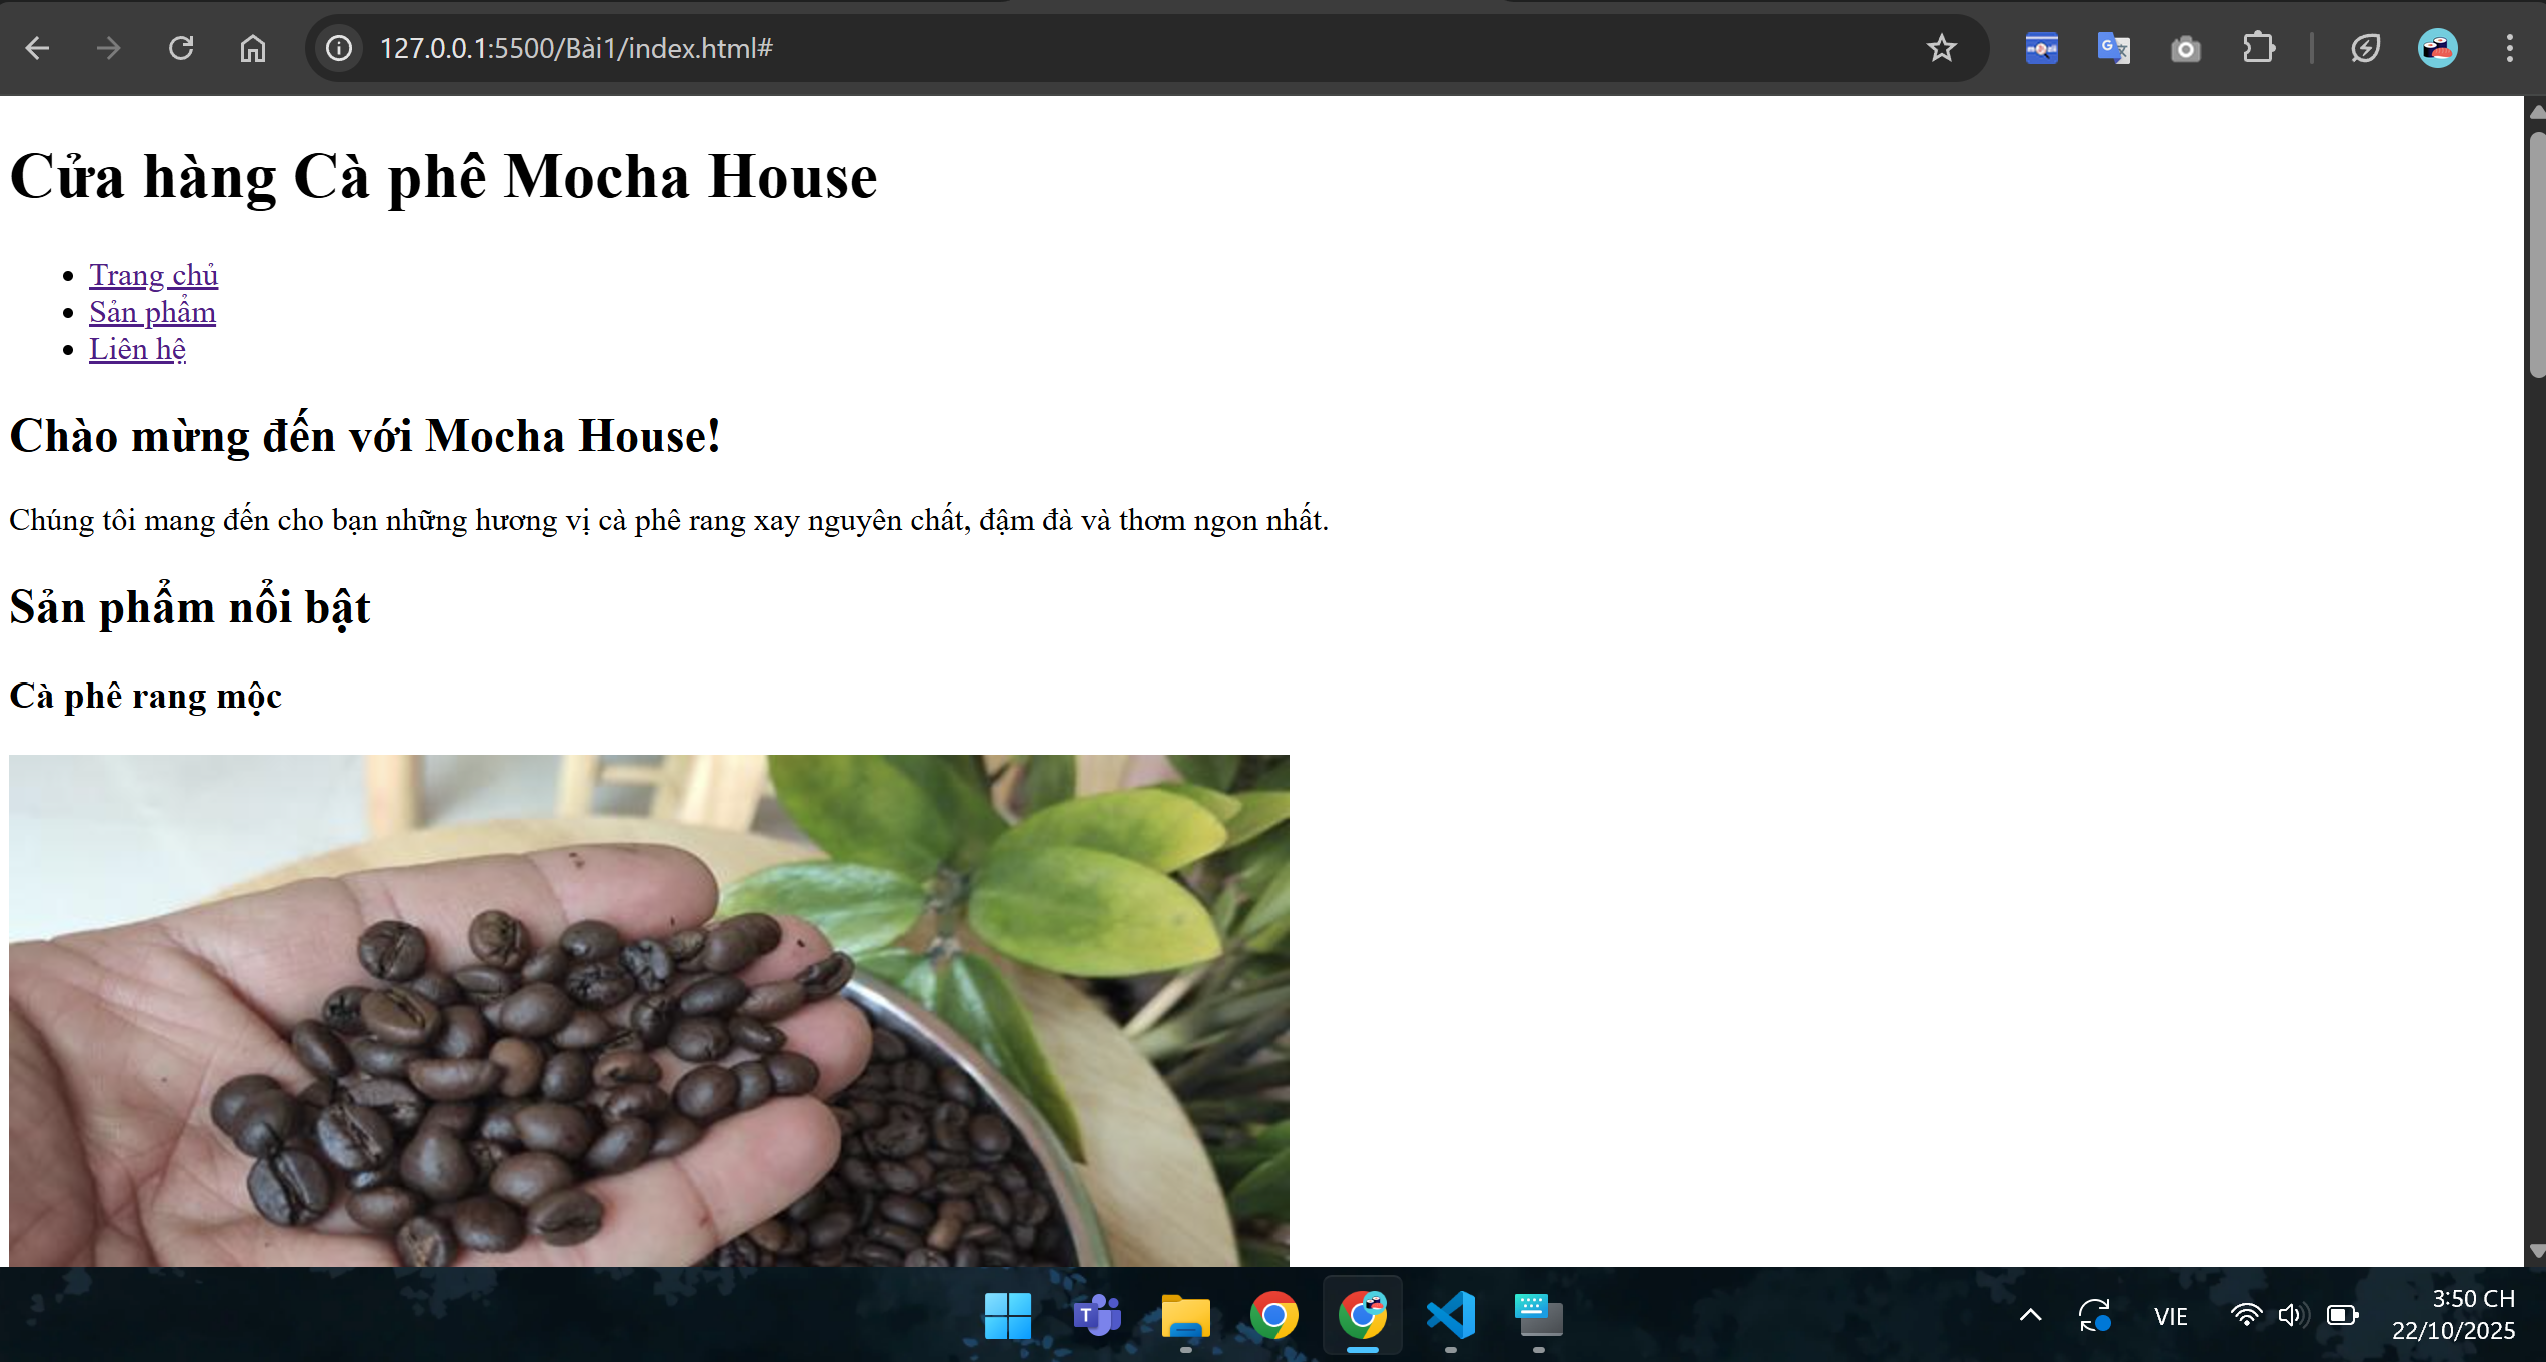 127.0.0.1:5500/Bài1/index.html#
Cửa hàng Cà phê Mocha House
Trang chủ
Sản phẩm
Liên hệ
Chào mừng đến với Mocha House!
Chúng tôi mang đến cho bạn những hương vị cà phê rang xay nguyên chất, đậm đà và thơm ngon nhất.
Sản phẩm nổi bật
Cà phê rang mộc
VIE
3:50 CH
22/10/2025